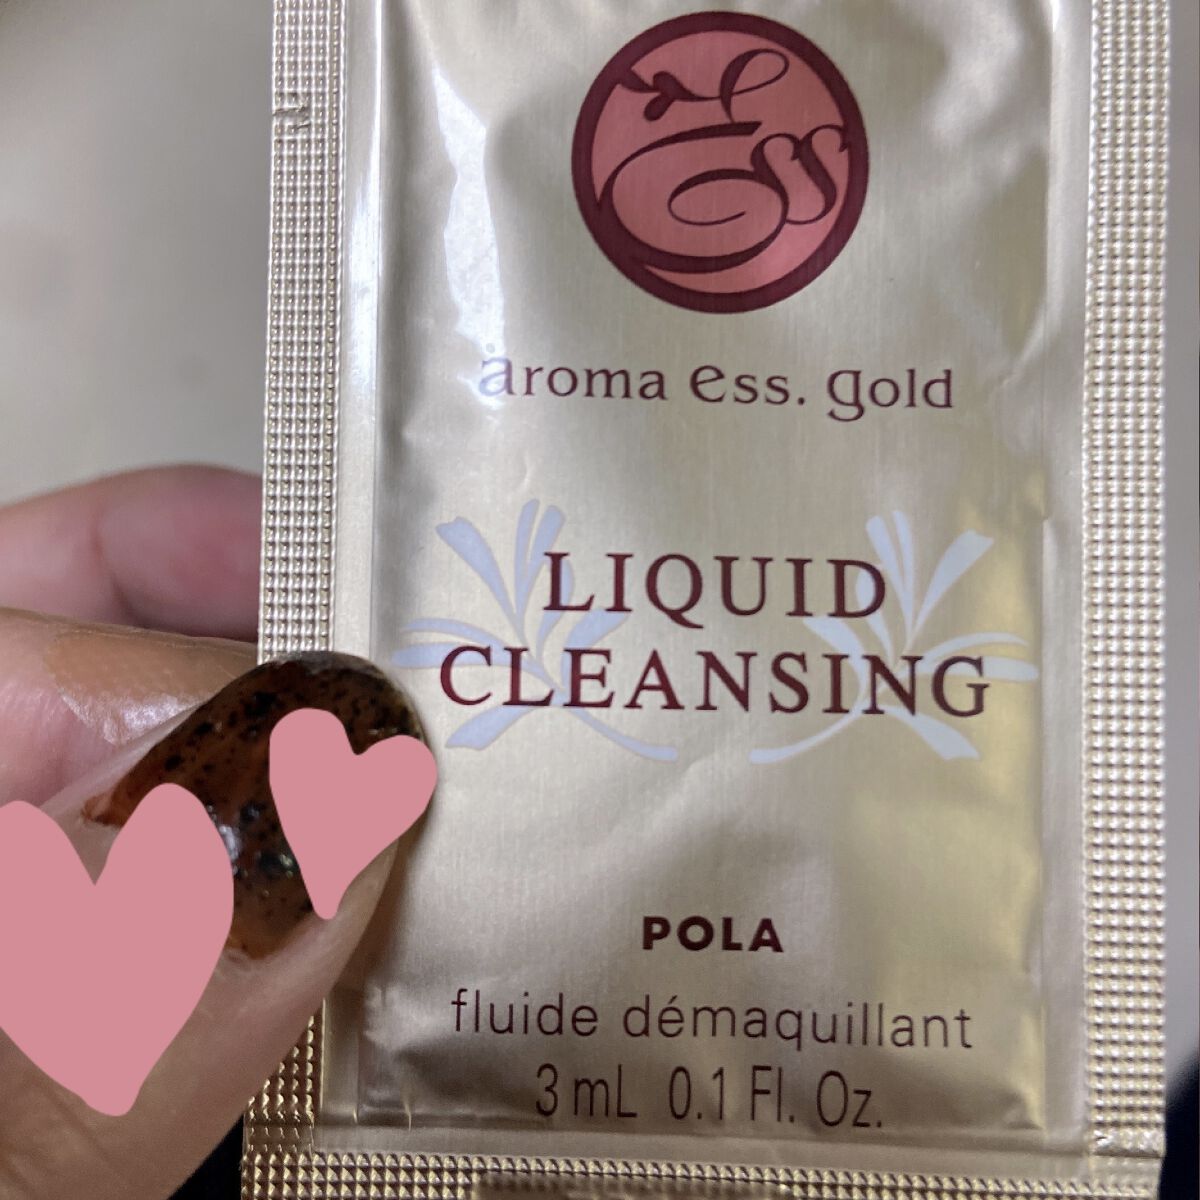 Ess
aroma ess. gold
LIQUID
CLEANSING
POLA
fluide démaquillant
3 mL 0.1 Fl. Oz.